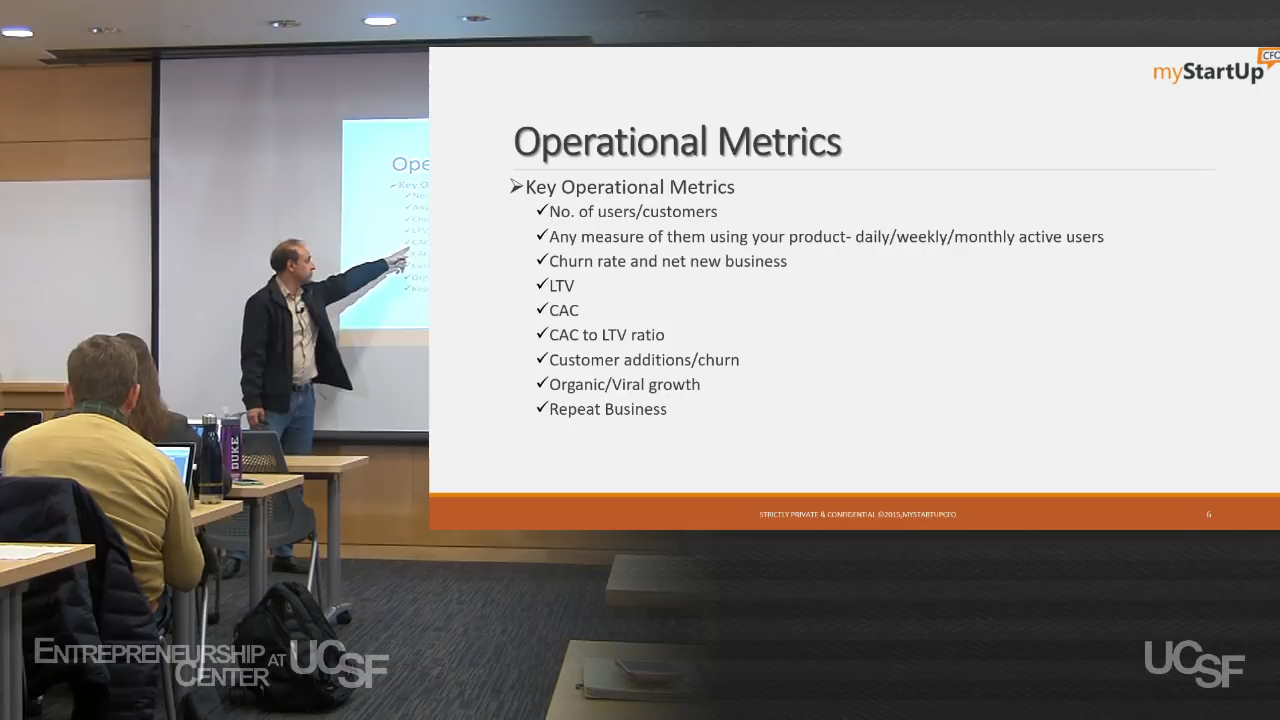 CFO
myStartUp
Operational Metrics
Key Operational Metrics
No. of users/customers
Any measure of them using your product- daily/weekly/monthly active users
Churn rate and net new business
LTV
CAC
CAC to LTV ratio
Customer additions/churn
Organic/Viral growth
Repeat Business
STRICTLY PRIVATE & CONFIDENTIAL ©2015,MYSTARTUPCFO
6
Ope
Key O
DUKE
ENTREPRENEURSHIP
CENTER AT UCSF
UCSF